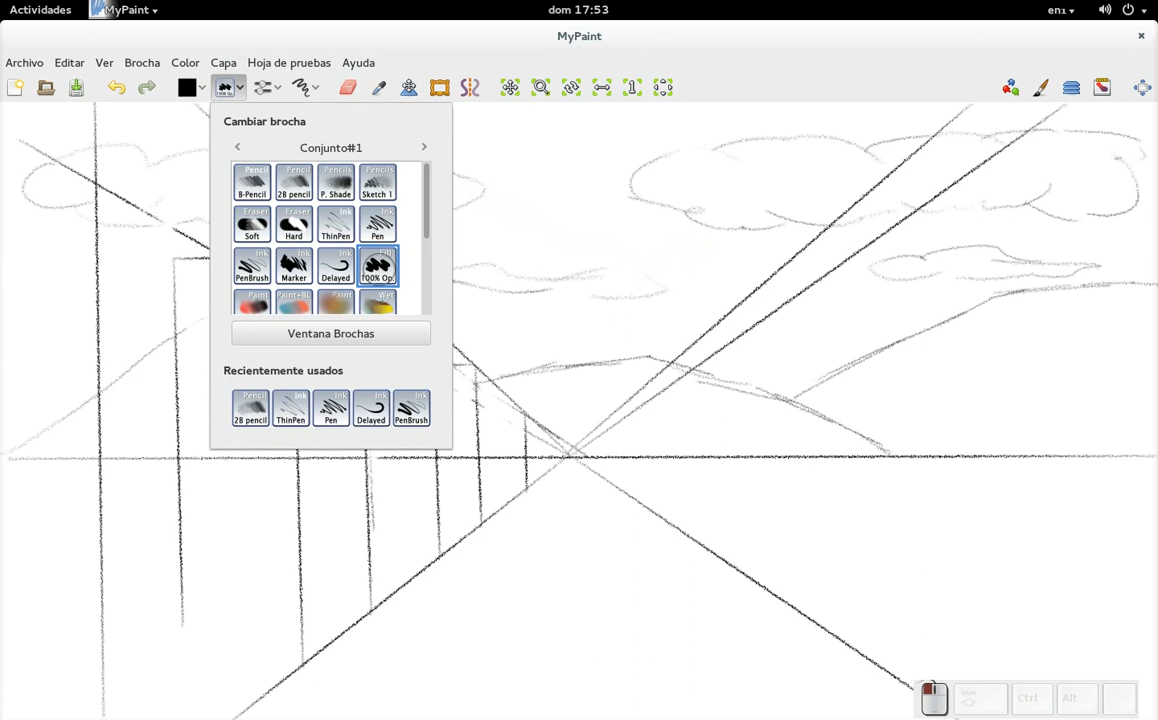 Actividades MyPaint dom 17:53 en1
MyPaint
Archivo Editar Ver Brocha Color Capa Hoja de pruebas Ayuda
Cambiar brocha
Conjunto#1
Pencil Pencil Pencils Pencils
B-Pencil 2B pencil P. Shade Sketch 1
Eraser Eraser Ink Ink
Soft Hard ThinPen Pen
Ink Ink Ink Fill
PenBrush Marker Delayed 100% Op.
Paint Paint+BL Paint Wet
Ventana Brochas
Recientemente usados
Pencil Ink Ink Ink Ink
2B pencil ThinPen Pen Delayed PenBrush
Shift Ctrl Alt